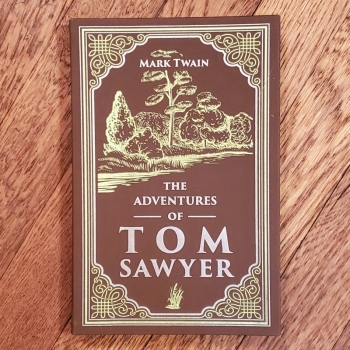 MARK TWAIN
THE
ADVENTURES
OF
TOM
SAWYER